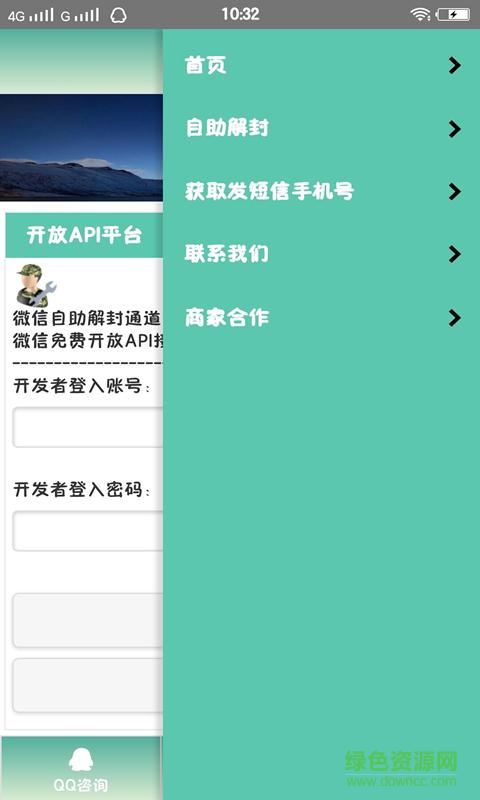 4G G 10:32
首页
自助解封
获取发短信手机号
联系我们
商家合作
开放API平台
微信自助解封通道
微信免费开放API
开发者登入账号：
开发者登入密码：
QQ咨询
绿色资源网
www.downcc.com